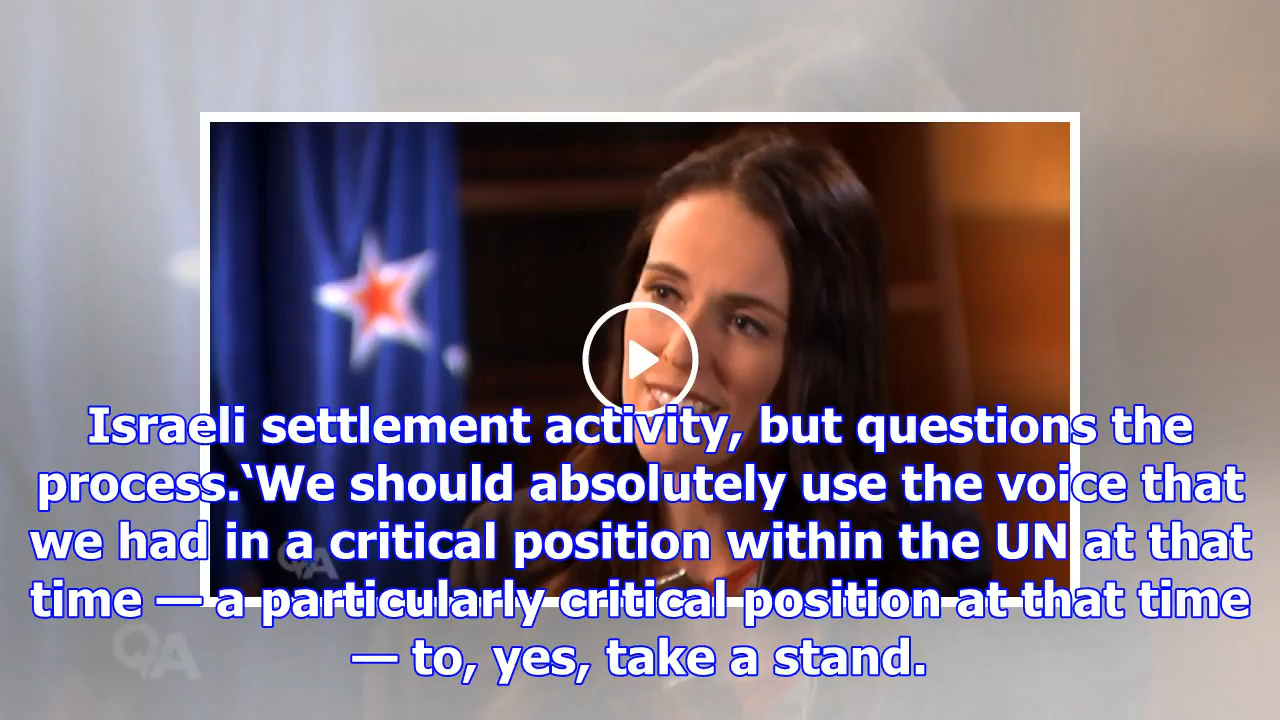 Israeli settlement activity, but questions the
process.‘We should absolutely use the voice that
we had in a critical position within the UN at that
time — a particularly critical position at that time
— to, yes, take a stand.
Q+A
Q+A